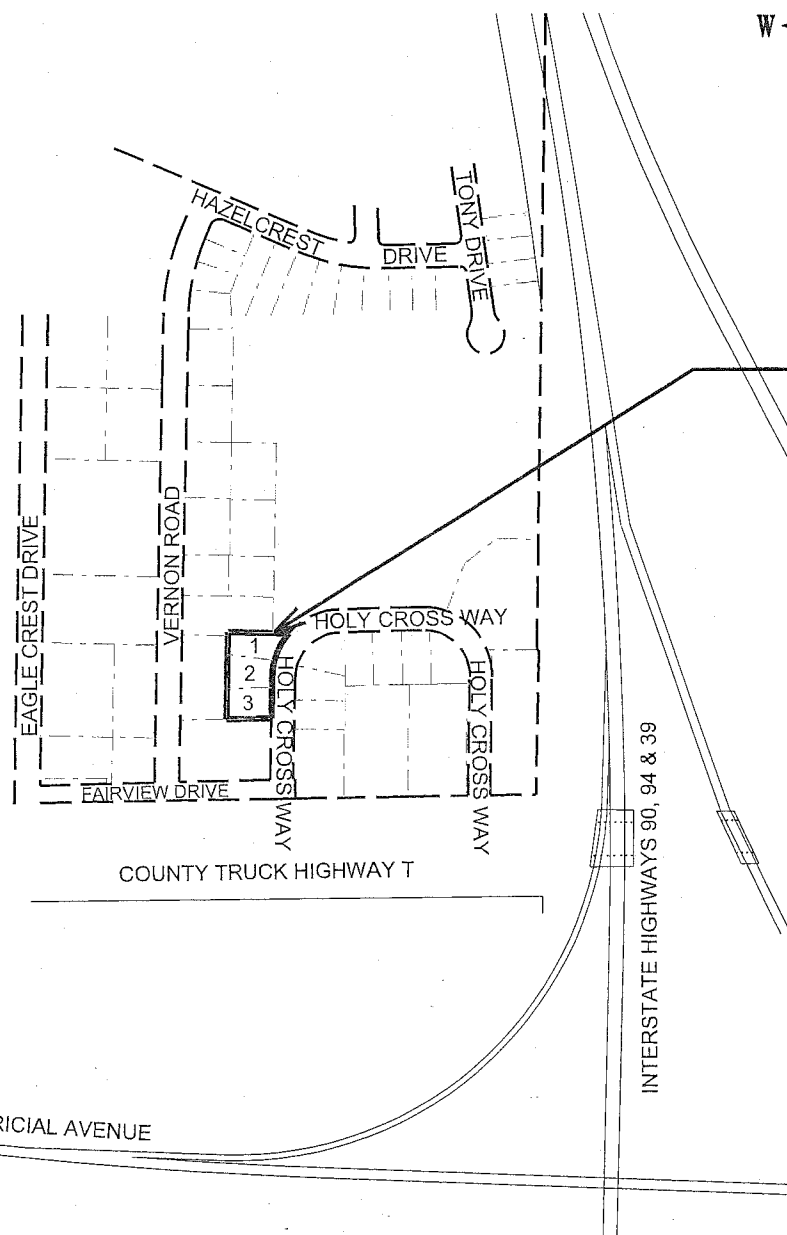 W
HAZELCREST
DRIVE
TONY DRIVE
EAGLE CREST DRIVE
VERNON ROAD
HOLY CROSS WAY
1
2
3
HOLY CROSS WAY
HOLY CROSS WAY
FAIRVIEW DRIVE
COUNTY TRUCK HIGHWAY T
INTERSTATE HIGHWAYS 90, 94 & 39
RICIAL AVENUE